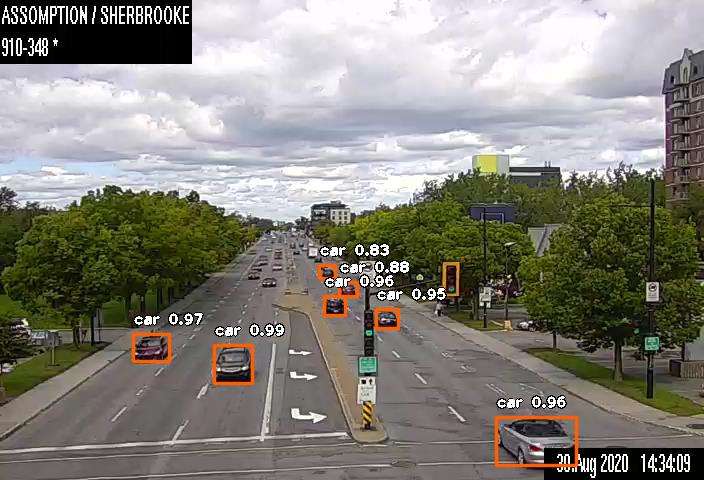 ASSOMPTION / SHERBROOKE
910-348 *
car 0.83
car 0.88
car 0.96
car 0.95
car 0.97
car 0.99
car 0.96
30 Aug 2020 14:34:09